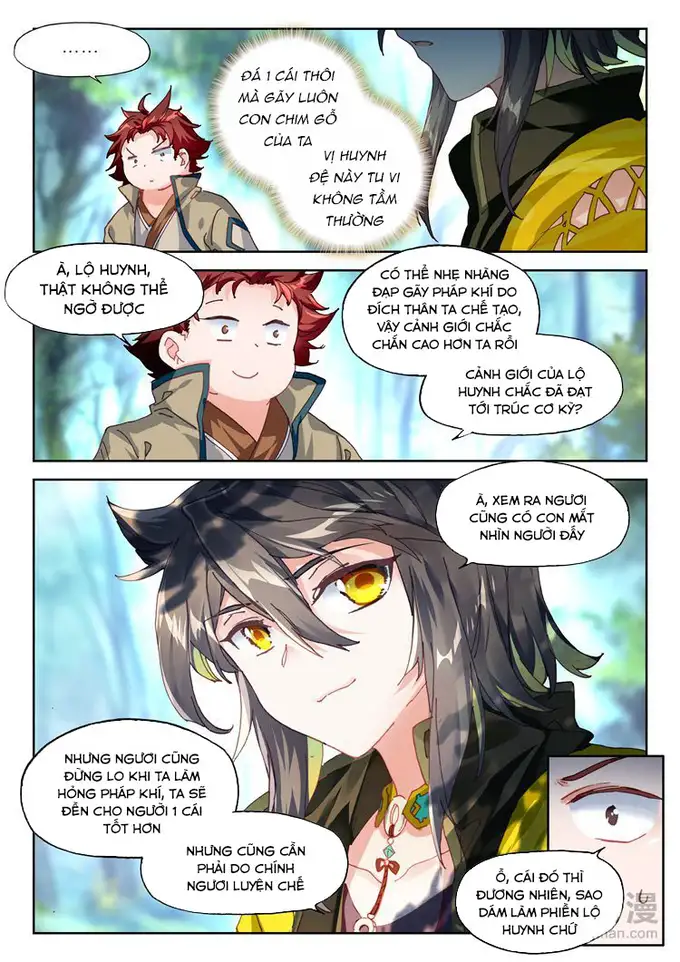 ......
ĐÁ 1 CÁI THÔI
MÀ GÃY LUÔN
CON CHIM GỖ
CỦA TA
VỊ HUYNH
ĐỆ NÀY TU VI
KHÔNG TẦM
THƯỜNG
À, LỘ HUYNH,
THẬT KHÔNG THỂ
NGỜ ĐƯỢC
CÓ THỂ NHẸ NHÀNG
ĐẠP GÃY PHÁP KHÍ DO
ĐÍCH THÂN TA CHẾ TẠO,
VẬY CẢNH GIỚI CHẮC
CHẮN CAO HƠN TA RỒI
CẢNH GIỚI CỦA LỘ
HUYNH CHẮC ĐÃ ĐẠT
TỚI TRÚC CƠ KỲ?
À, XEM RA NGƯƠI
CŨNG CÓ CON MẮT
NHÌN NGƯỜI ĐẤY
NHƯNG NGƯƠI CŨNG
ĐỪNG LO KHI TA LÀM
HỎNG PHÁP KHÍ, TA SẼ
ĐỀN CHO NGƯỜI 1 CÁI
TỐT HƠN
NHƯNG CŨNG CẦN
PHẢI DO CHÍNH
NGƯƠI LUYỆN CHẾ
Ồ, CÁI ĐÓ THÌ
ĐƯƠNG NHIÊN, SAO
DÁM LÀM PHIỀN LỘ
HUYNH CHỨ
漫
man.com